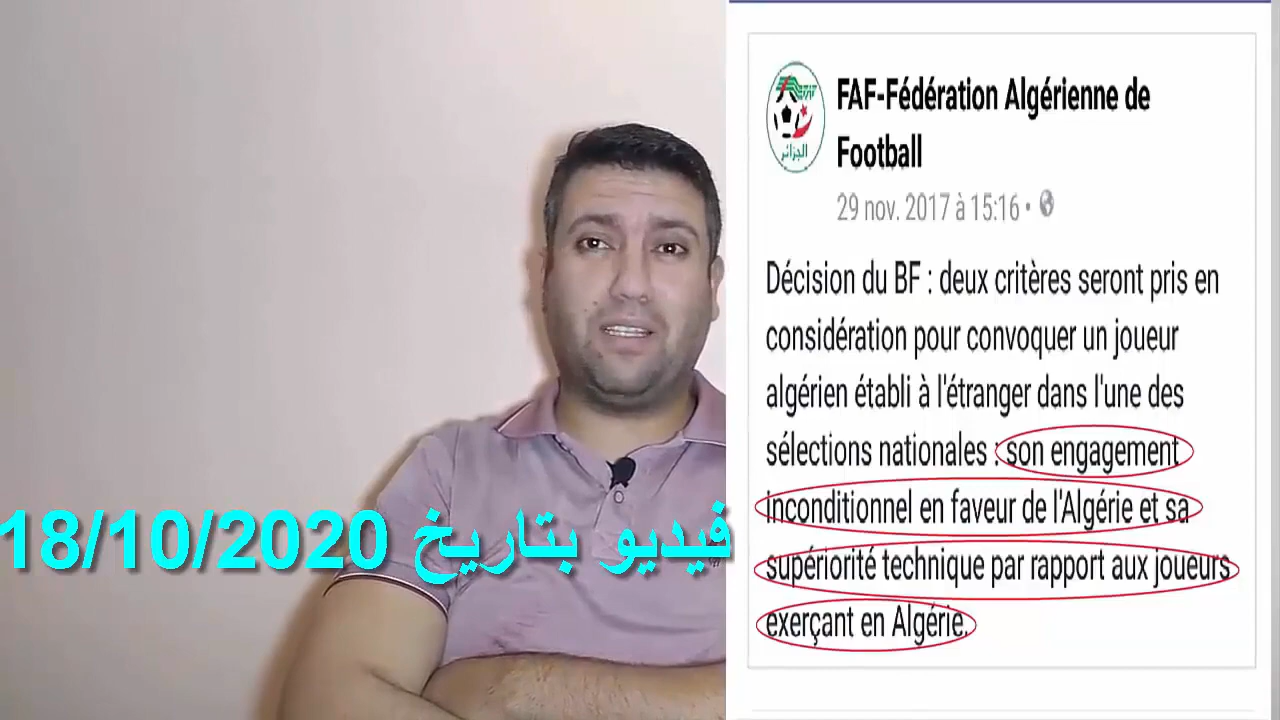 FAF-Fédération Algérienne de
Football
29 nov. 2017 à 15:16
Décision du BF : deux critères seront pris en
considération pour convoquer un joueur
algérien établi à l'étranger dans l'une des
sélections nationales : son engagement
inconditionnel en faveur de l'Algérie et sa
supériorité technique par rapport aux joueurs
exerçant en Algérie.
فيديو بتاريخ 18/10/2020
الجزائر